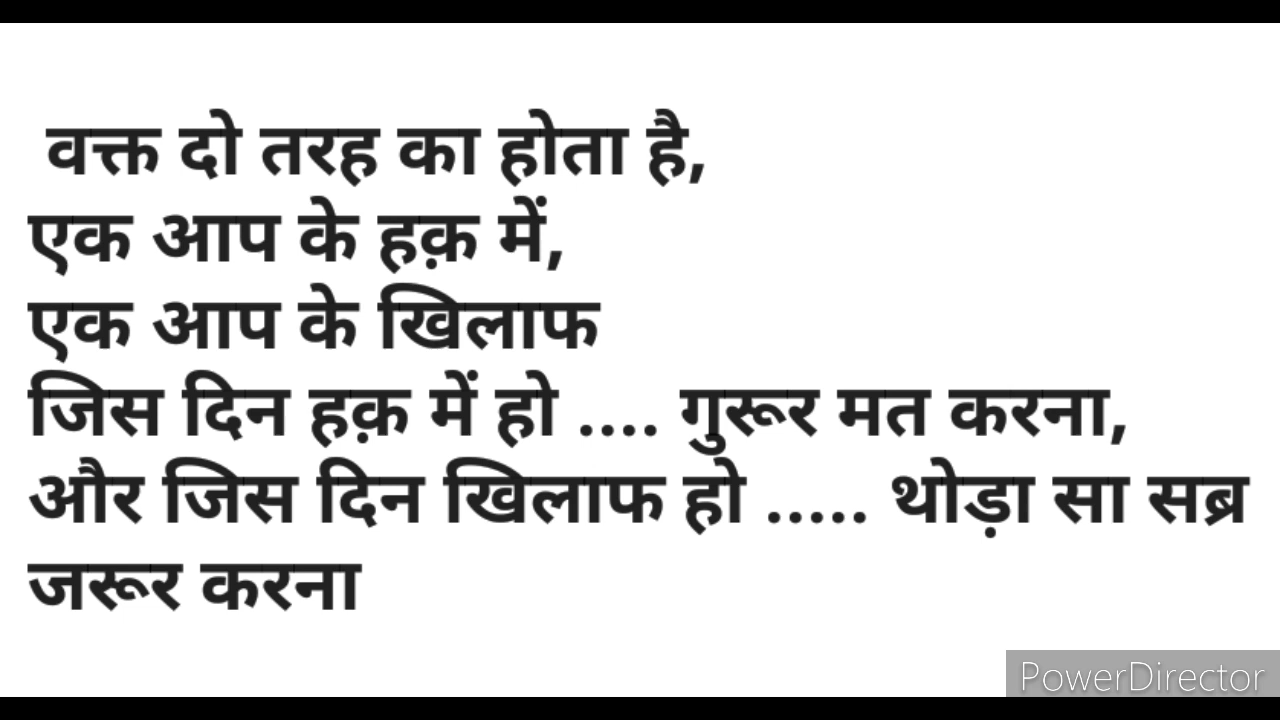 वक्त दो तरह का होता है,
एक आप के हक़ में,
एक आप के खिलाफ
जिस दिन हक़ में हो .... गुरूर मत करना,
और जिस दिन खिलाफ हो ..... थोड़ा सा सब्र
जरूर करना
PowerDirector